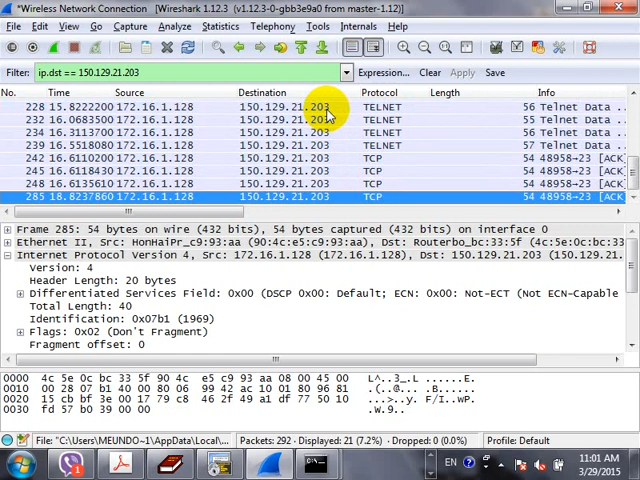 *Wireless Network Connection [Wireshark 1.12.3 (v1.12.3-0-gbb3e9a0 from master-1.12)]
File Edit View Go Capture Analyze Statistics Telephony Tools Internals Help
Filter: ip.dst == 150.129.21.203 Expression... Clear Apply Save
No. Time Source Destination Protocol Length Info
228 15.8222200 172.16.1.128 150.129.21.203 TELNET 56 Telnet Data ..
232 16.0683500 172.16.1.128 150.129.21.203 TELNET 55 Telnet Data ..
234 16.3113700 172.16.1.128 150.129.21.203 TELNET 56 Telnet Data ..
239 16.5518080 172.16.1.128 150.129.21.203 TELNET 57 Telnet Data ..
242 16.6110200 172.16.1.128 150.129.21.203 TCP 54 48958→23 [ACK]
245 16.6118430 172.16.1.128 150.129.21.203 TCP 54 48958→23 [ACK]
248 16.6135610 172.16.1.128 150.129.21.203 TCP 54 48958→23 [ACK]
285 18.8237860 172.16.1.128 150.129.21.203 TCP 54 48958→23 [ACK]
Frame 285: 54 bytes on wire (432 bits), 54 bytes captured (432 bits) on interface 0
Ethernet II, Src: HonHaiPr_c9:93:aa (90:4c:e5:c9:93:aa), Dst: Routerbo_bc:33:5f (4c:5e:0c:bc:33
Internet Protocol Version 4, Src: 172.16.1.128 (172.16.1.128), Dst: 150.129.21.203 (150.129.21.
Version: 4
Header Length: 20 bytes
Differentiated Services Field: 0x00 (DSCP 0x00: Default; ECN: 0x00: Not-ECT (Not ECN-Capable
Total Length: 40
Identification: 0x07b1 (1969)
Flags: 0x02 (Don't Fragment)
Fragment offset: 0
0000 4c 5e 0c bc 33 5f 90 4c e5 c9 93 aa 08 00 45 00 L^..3_.L ......E.
0010 00 28 07 b1 40 00 80 06 99 42 ac 10 01 80 96 81 .(..@... .B......
0020 15 cb bf 3e 00 17 79 c8 46 2f 49 a1 df 77 50 10 ...>..y. F/I..wP.
0030 fd 57 b0 39 00 00 .W.9..
File: "C:\Users\MEUNDO~1\AppData\Local\... Packets: 292 · Displayed: 21 (7.2%) · Dropped: 0 (0.0%) Profile: Default
EN 11:01 AM
3/29/2015